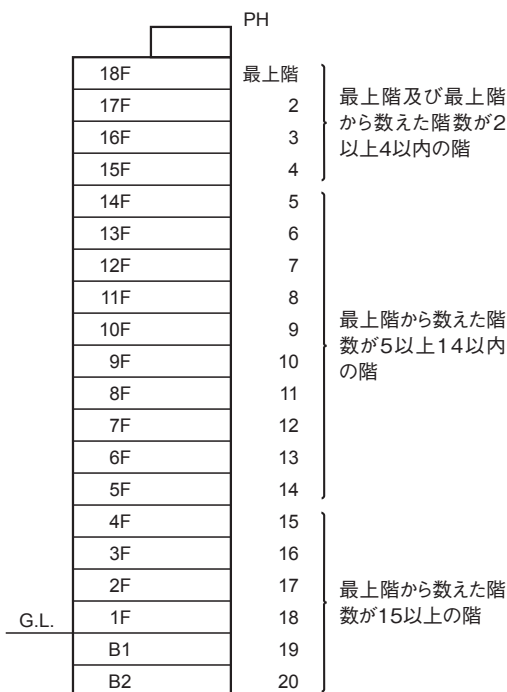 PH
18F 最上階
17F 2
16F 3
15F 4
最上階及び最上階
から数えた階数が2
以上4以内の階
14F 5
13F 6
12F 7
11F 8
10F 9
9F 10
8F 11
7F 12
6F 13
5F 14
最上階から数えた階
数が5以上14以内
の階
4F 15
3F 16
2F 17
1F 18
B1 19
B2 20
最上階から数えた階
数が15以上の階
G.L.